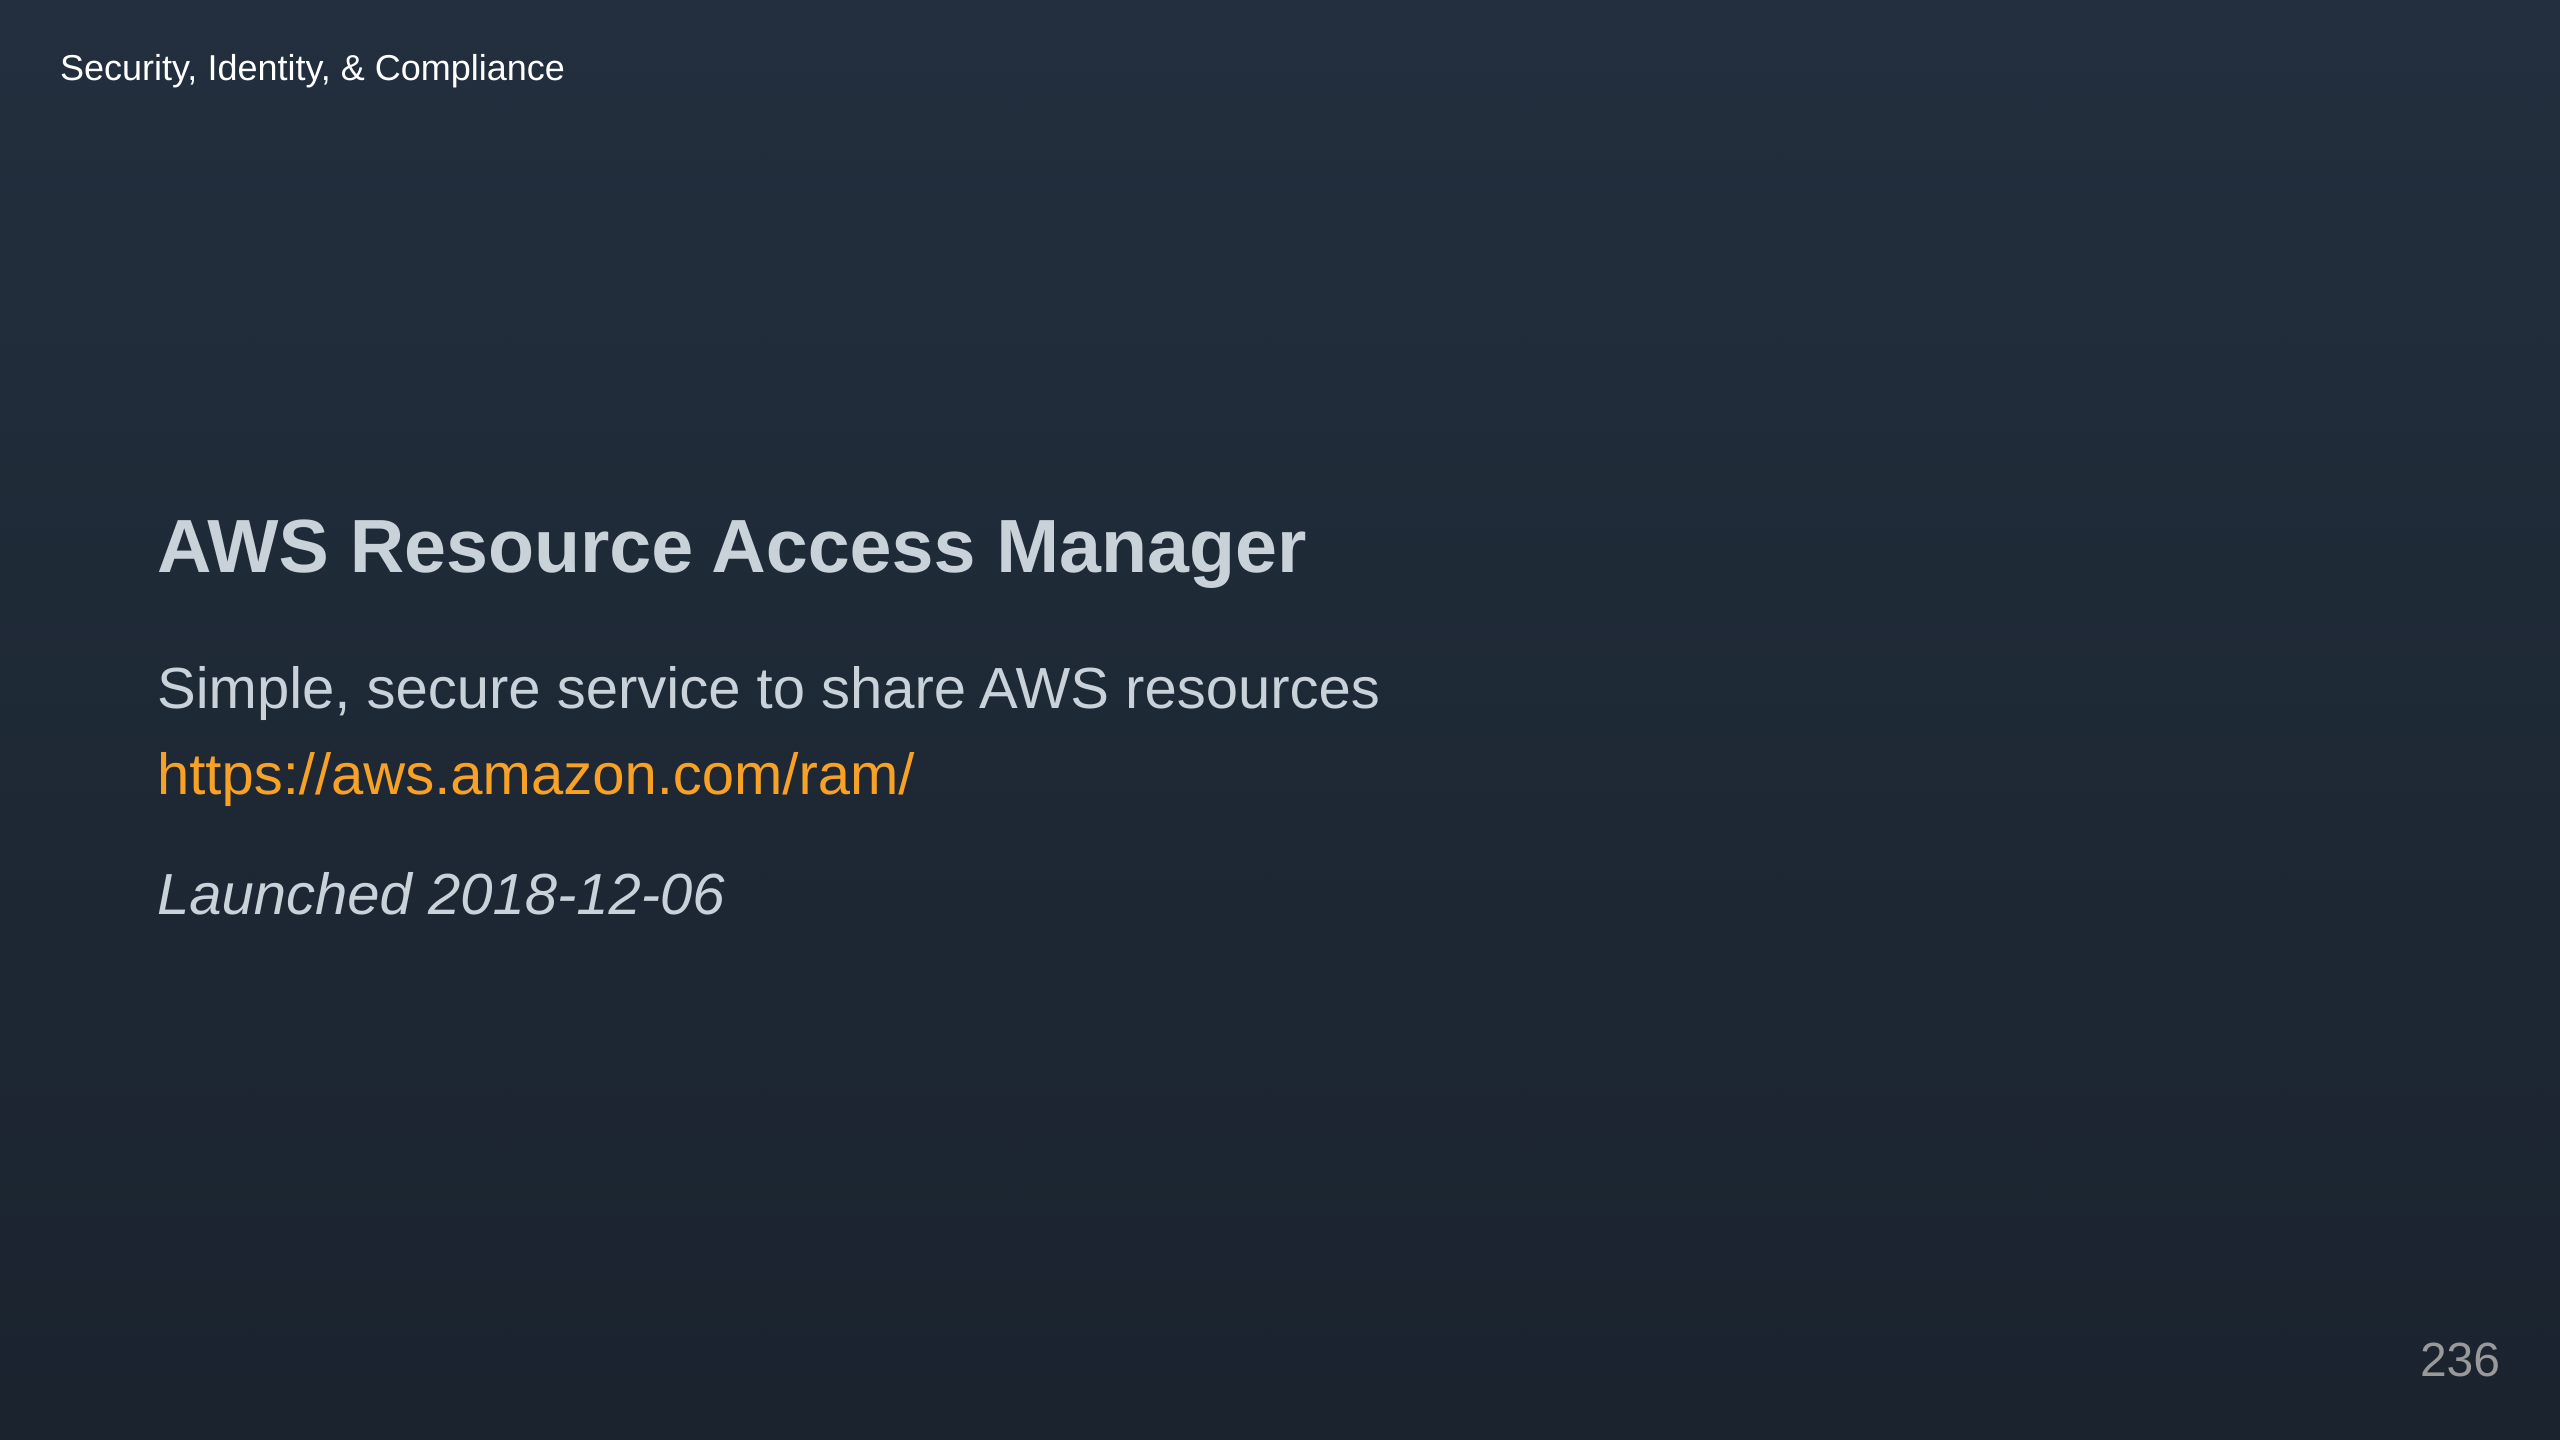 Security, Identity, & Compliance
AWS Resource Access Manager
Simple, secure service to share AWS resources
https://aws.amazon.com/ram/
Launched 2018-12-06
236